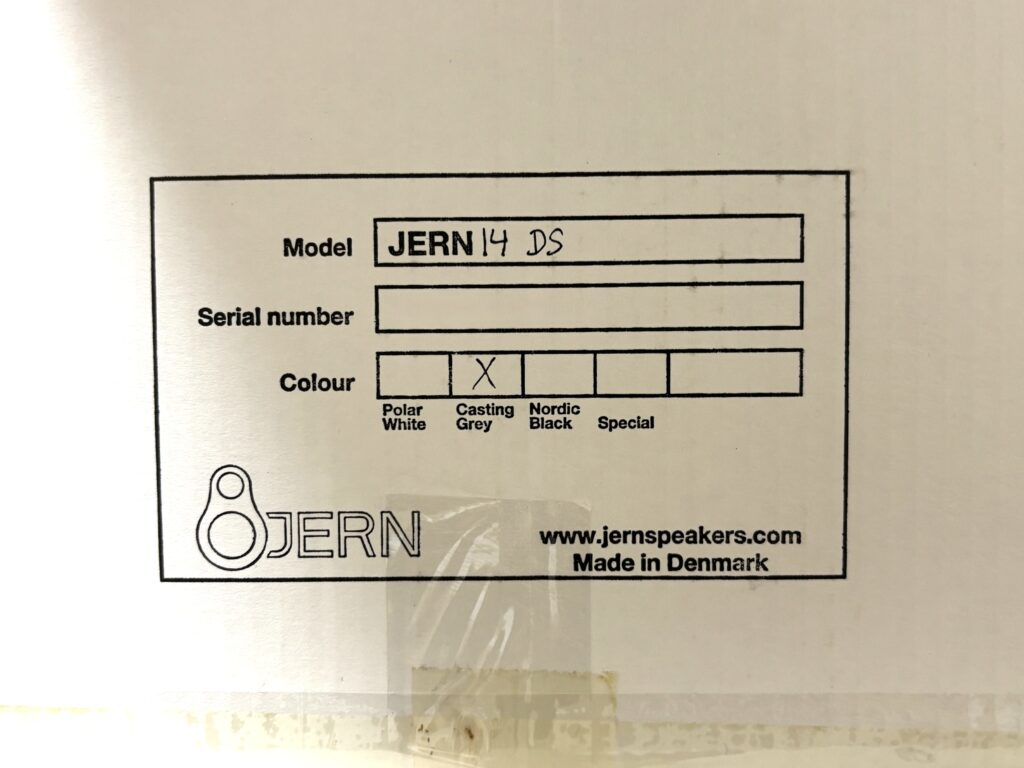 Model JERN 14 DS
Serial number
Colour X
Polar White Casting Grey Nordic Black Special
JERN
www.jernspeakers.com
Made in Denmark